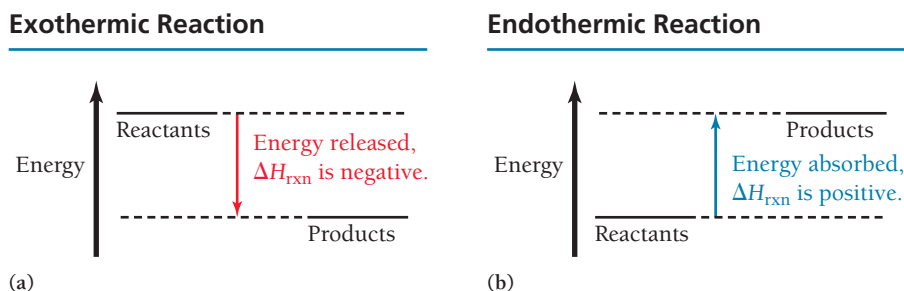 Exothermic Reaction
Reactants
Energy
Energy released,
ΔHrxn is negative.
Products
(a)
Endothermic Reaction
Products
Energy
Energy absorbed,
ΔHrxn is positive.
Reactants
(b)